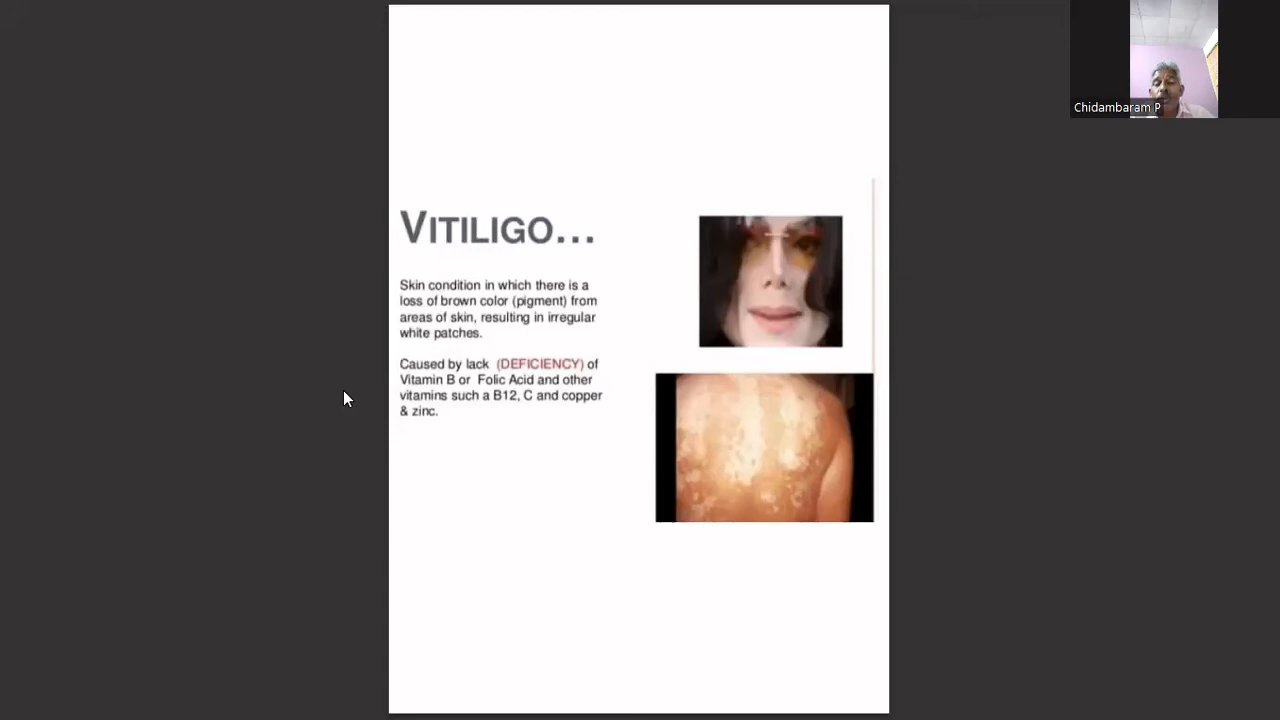 VITILIGO...
Skin condition in which there is a
loss of brown color (pigment) from
areas of skin, resulting in irregular
white patches.
Caused by lack (DEFICIENCY) of
Vitamin B or Folic Acid and other
vitamins such a B12, C and copper
& zinc.
Chidambaram P